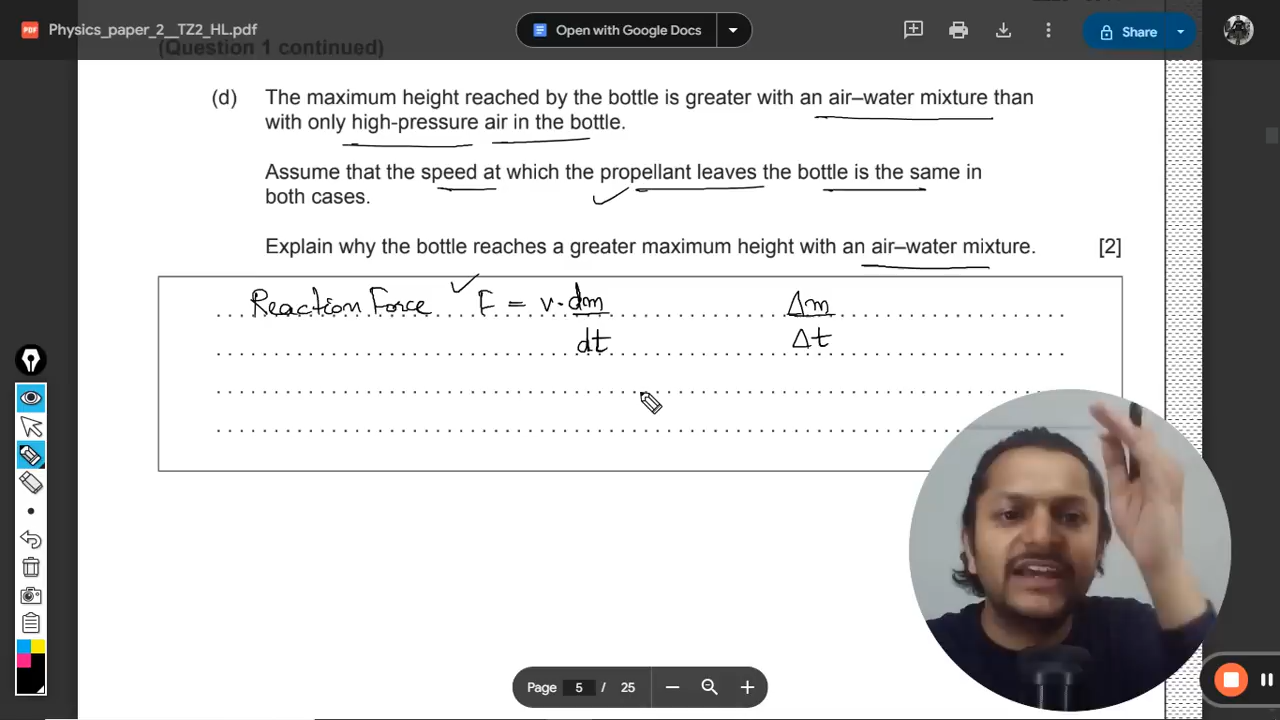 Physics_paper_2__TZ2_HL.pdf
Open with Google Docs
Share
(Question 1 continued)
(d) The maximum height reached by the bottle is greater with an air–water mixture than
with only high-pressure air in the bottle.
Assume that the speed at which the propellant leaves the bottle is the same in
both cases.
Explain why the bottle reaches a greater maximum height with an air–water mixture. [2]
Reaction Force F = v · dm/dt Δm/Δt
Page 5 / 25